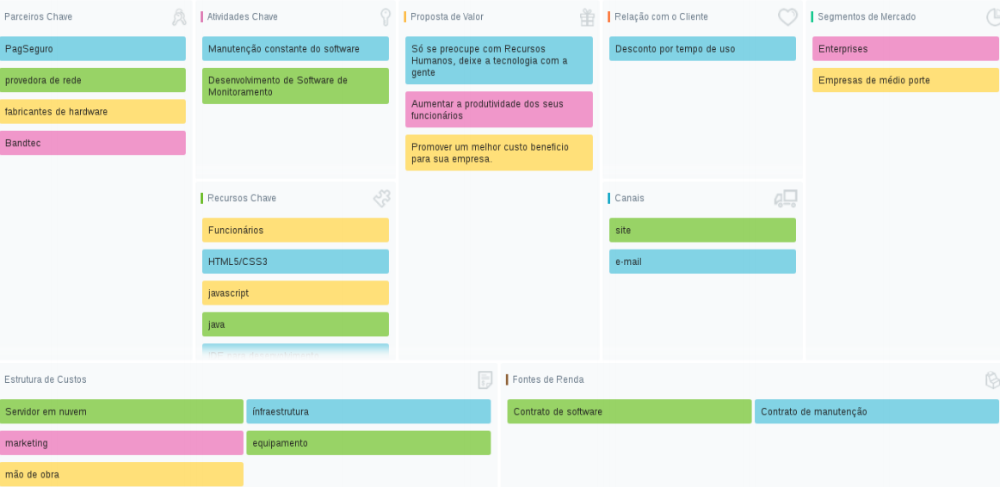 Parceiros Chave
PagSeguro
provedora de rede
fabricantes de hardware
Bandtec
Atividades Chave
Manutenção constante do software
Desenvolvimento de Software de
Monitoramento
Recursos Chave
Funcionários
HTML5/CSS3
javascript
java
Proposta de Valor
Só se preocupe com Recursos
Humanos, deixe a tecnologia com a
gente
Aumentar a produtividade dos seus
funcionários
Promover um melhor custo beneficio
para sua empresa.
Relação com o Cliente
Desconto por tempo de uso
Canais
site
e-mail
Segmentos de Mercado
Enterprises
Empresas de médio porte
Estrutura de Custos
Servidor em nuvem
ínfraestrutura
marketing
equipamento
mão de obra
Fontes de Renda
Contrato de software
Contrato de manutenção